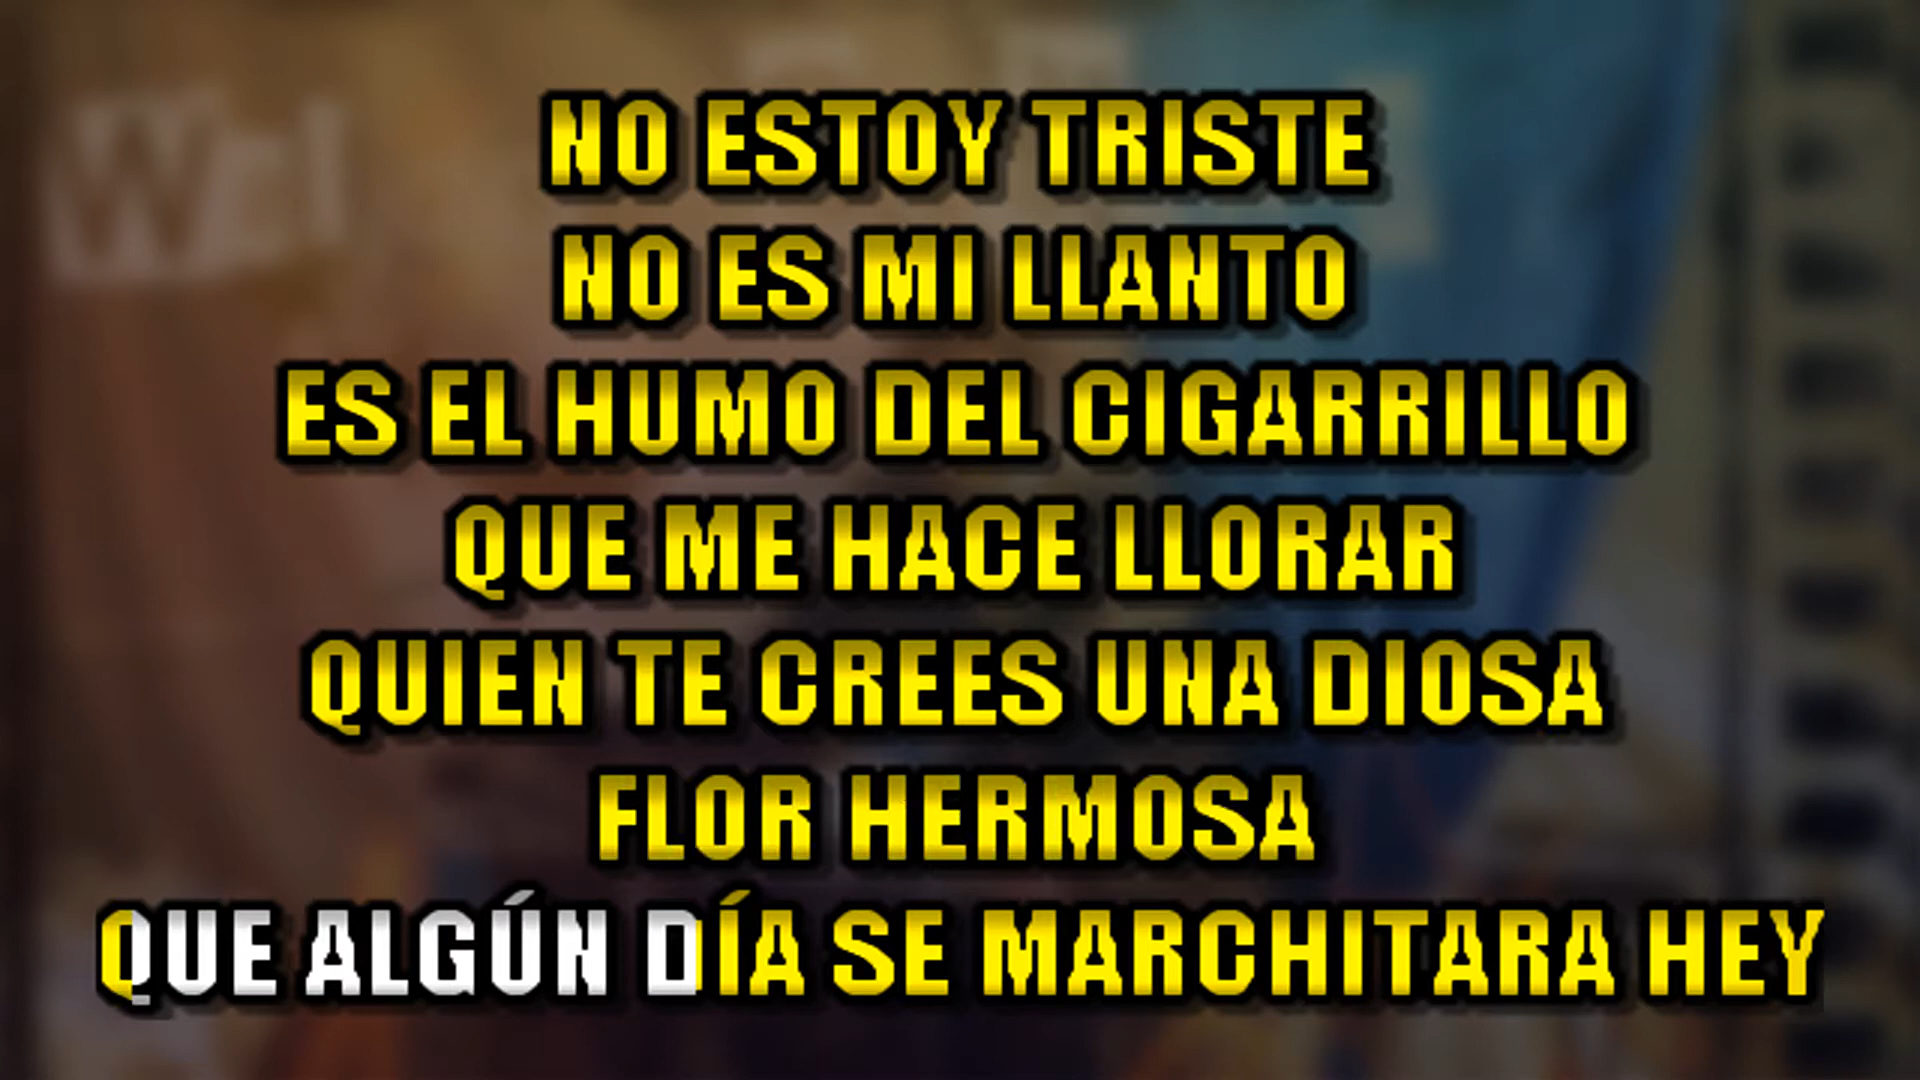 NO ESTOY TRISTE
NO ES MI LLANTO
ES EL HUMO DEL CIGARRILLO
QUE ME HACE LLORAR
QUIEN TE CREES UNA DIOSA
FLOR HERMOSA
QUE ALGÚN DÍA SE MARCHITARA HEY